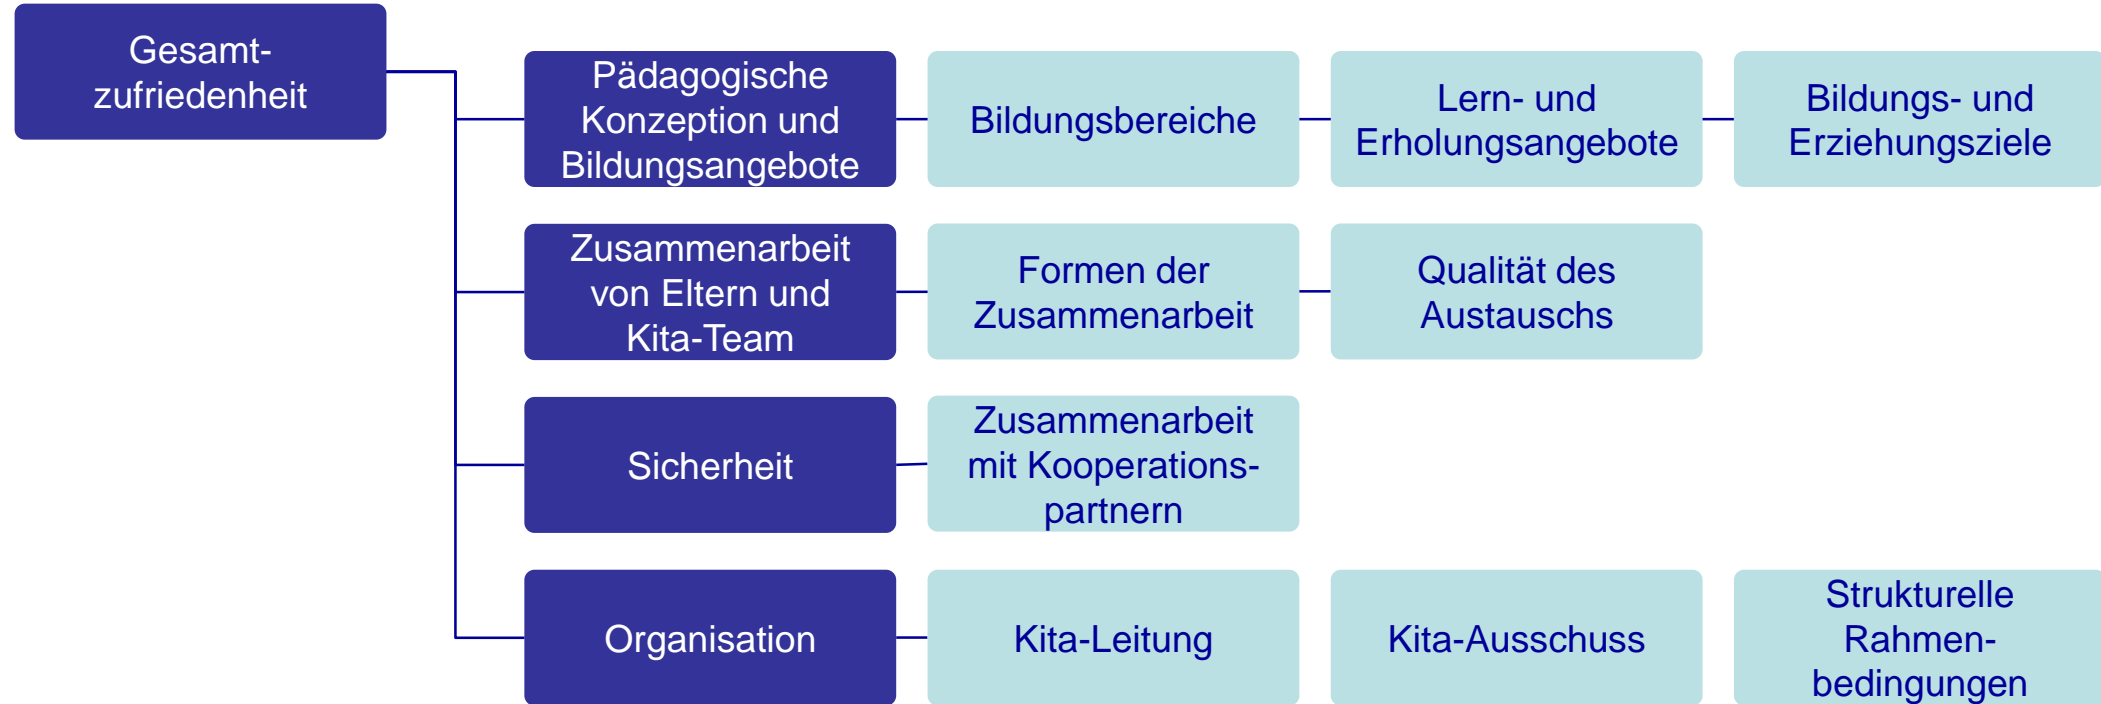 Gesamt-
zufriedenheit
Pädagogische
Konzeption und
Bildungsangebote
Bildungsbereiche
Lern- und
Erholungsangebote
Bildungs- und
Erziehungsziele
Zusammenarbeit
von Eltern und
Kita-Team
Formen der
Zusammenarbeit
Qualität des
Austauschs
Sicherheit
Zusammenarbeit
mit Kooperations-
partnern
Organisation
Kita-Leitung
Kita-Ausschuss
Strukturelle
Rahmen-
bedingungen